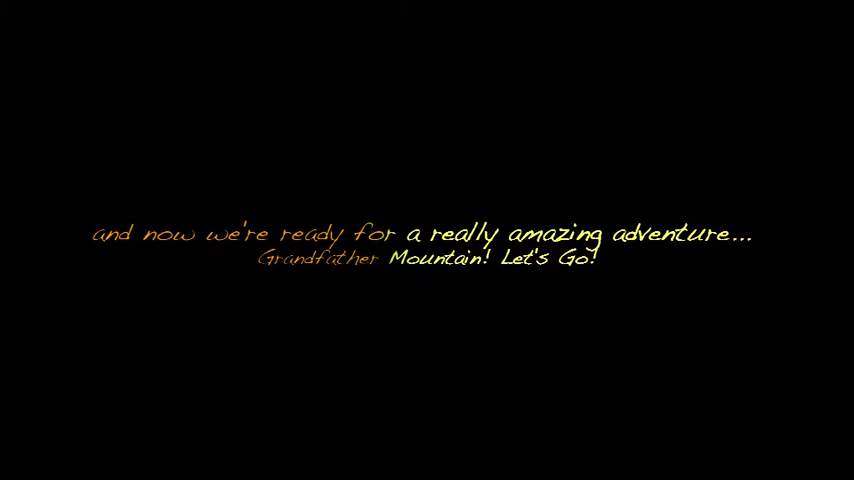 and now we're ready for a really amazing adventure...
Grandfather Mountain! Let's Go!